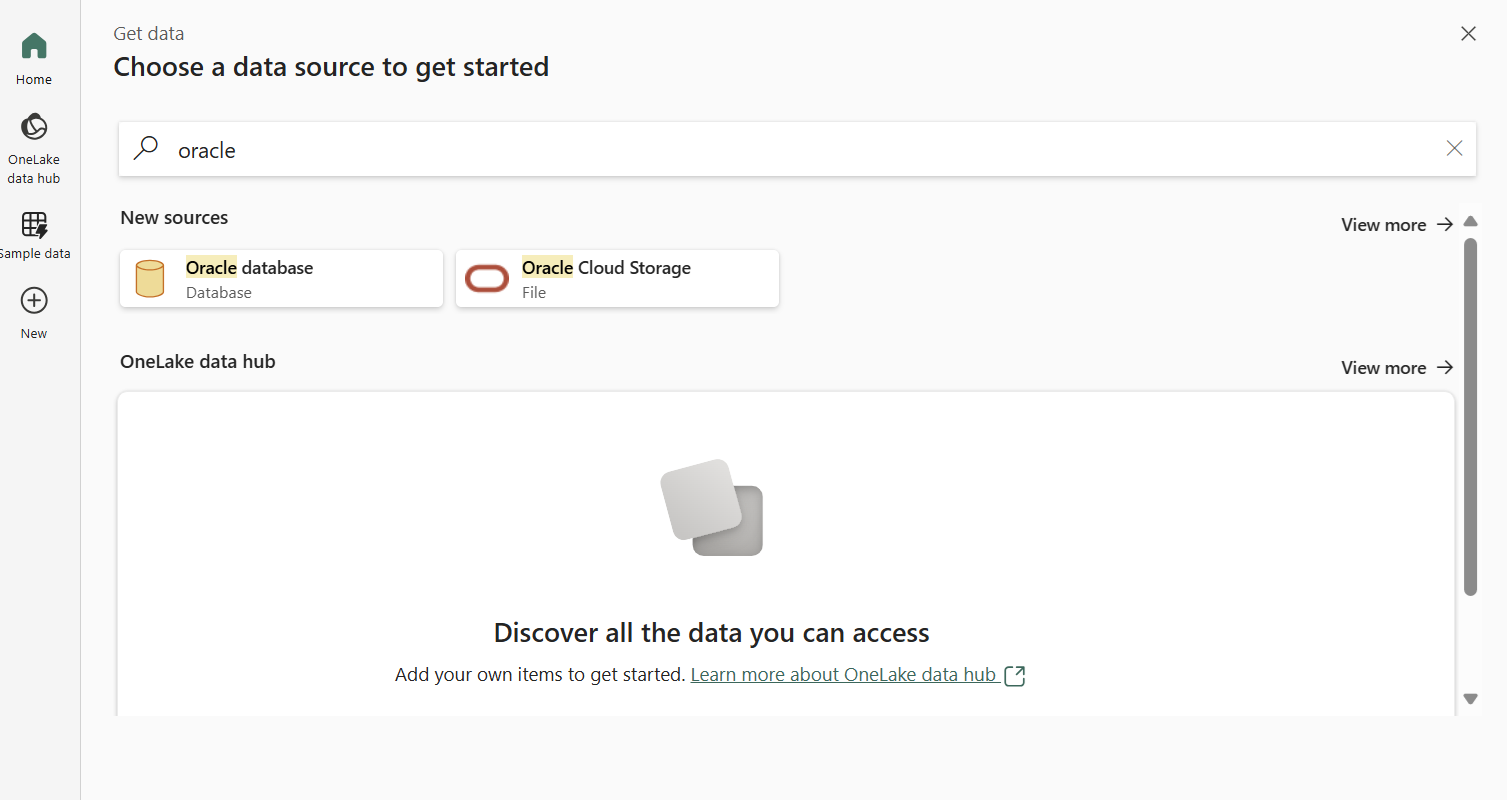 Get data
Choose a data source to get started
Home
OneLake
data hub
Sample data
New
oracle
New sources
View more
Oracle database
Database
Oracle Cloud Storage
File
OneLake data hub
View more
Discover all the data you can access
Add your own items to get started. Learn more about OneLake data hub